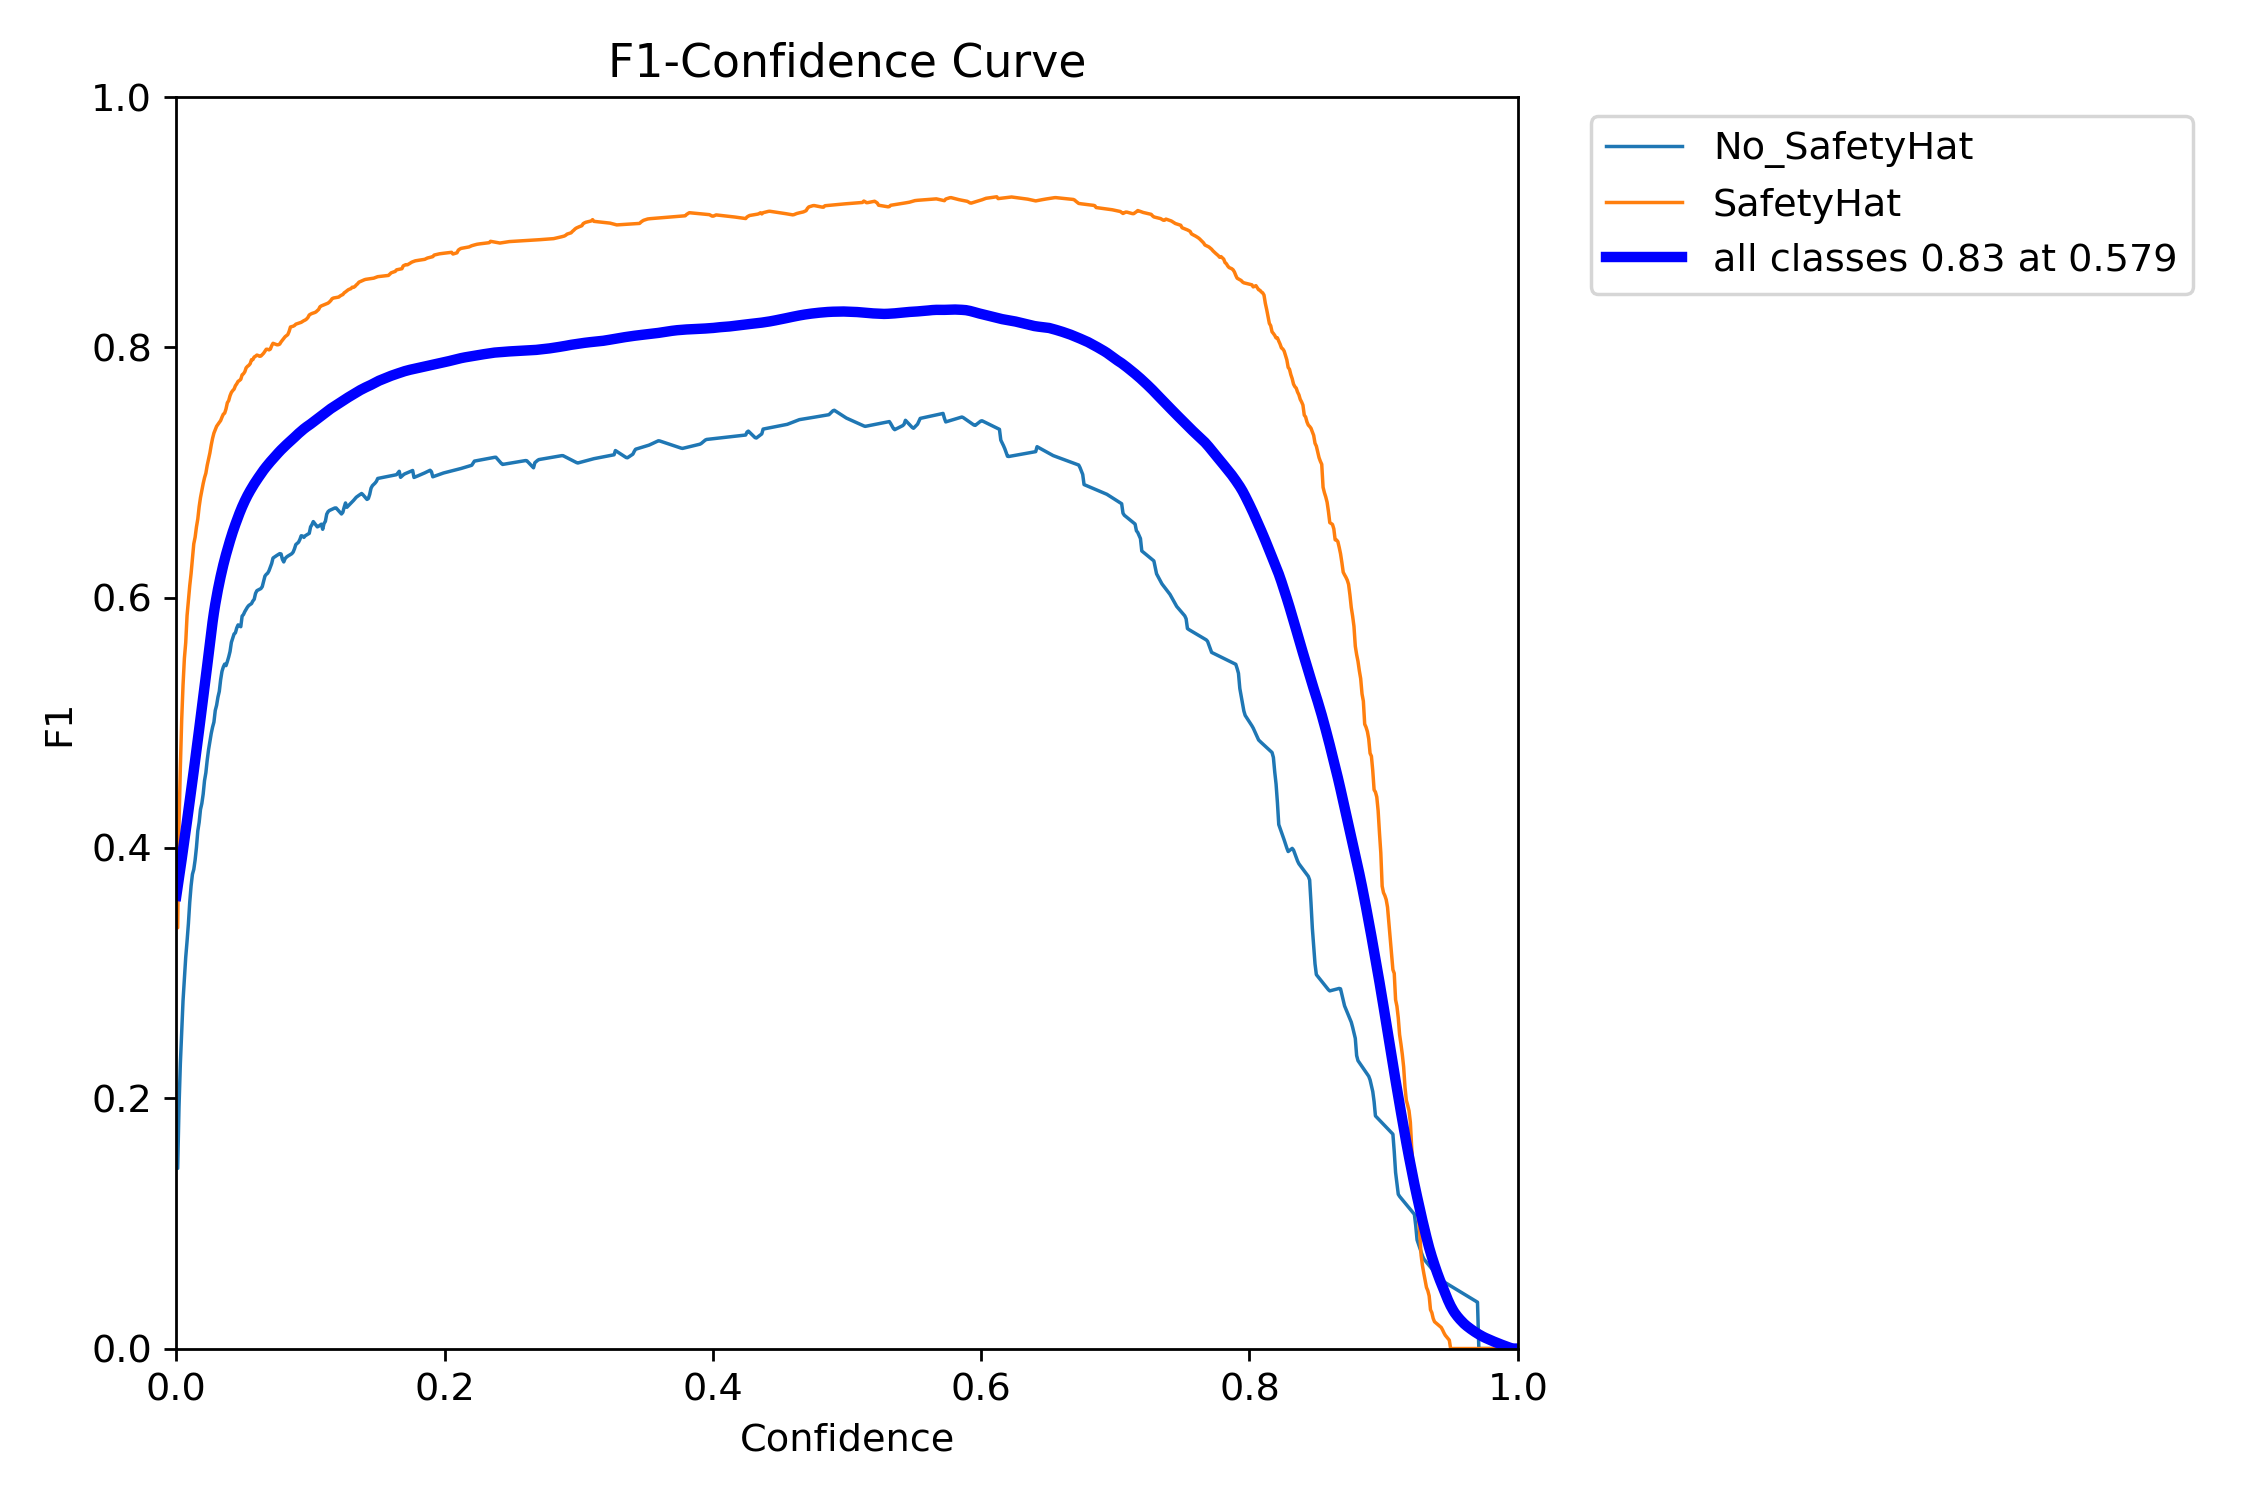 F1-Confidence Curve
No_SafetyHat
SafetyHat
all classes 0.83 at 0.579
1.0
0.8
0.6
0.4
0.2
0.0
F1
0.0 0.2 0.4 0.6 0.8 1.0
Confidence